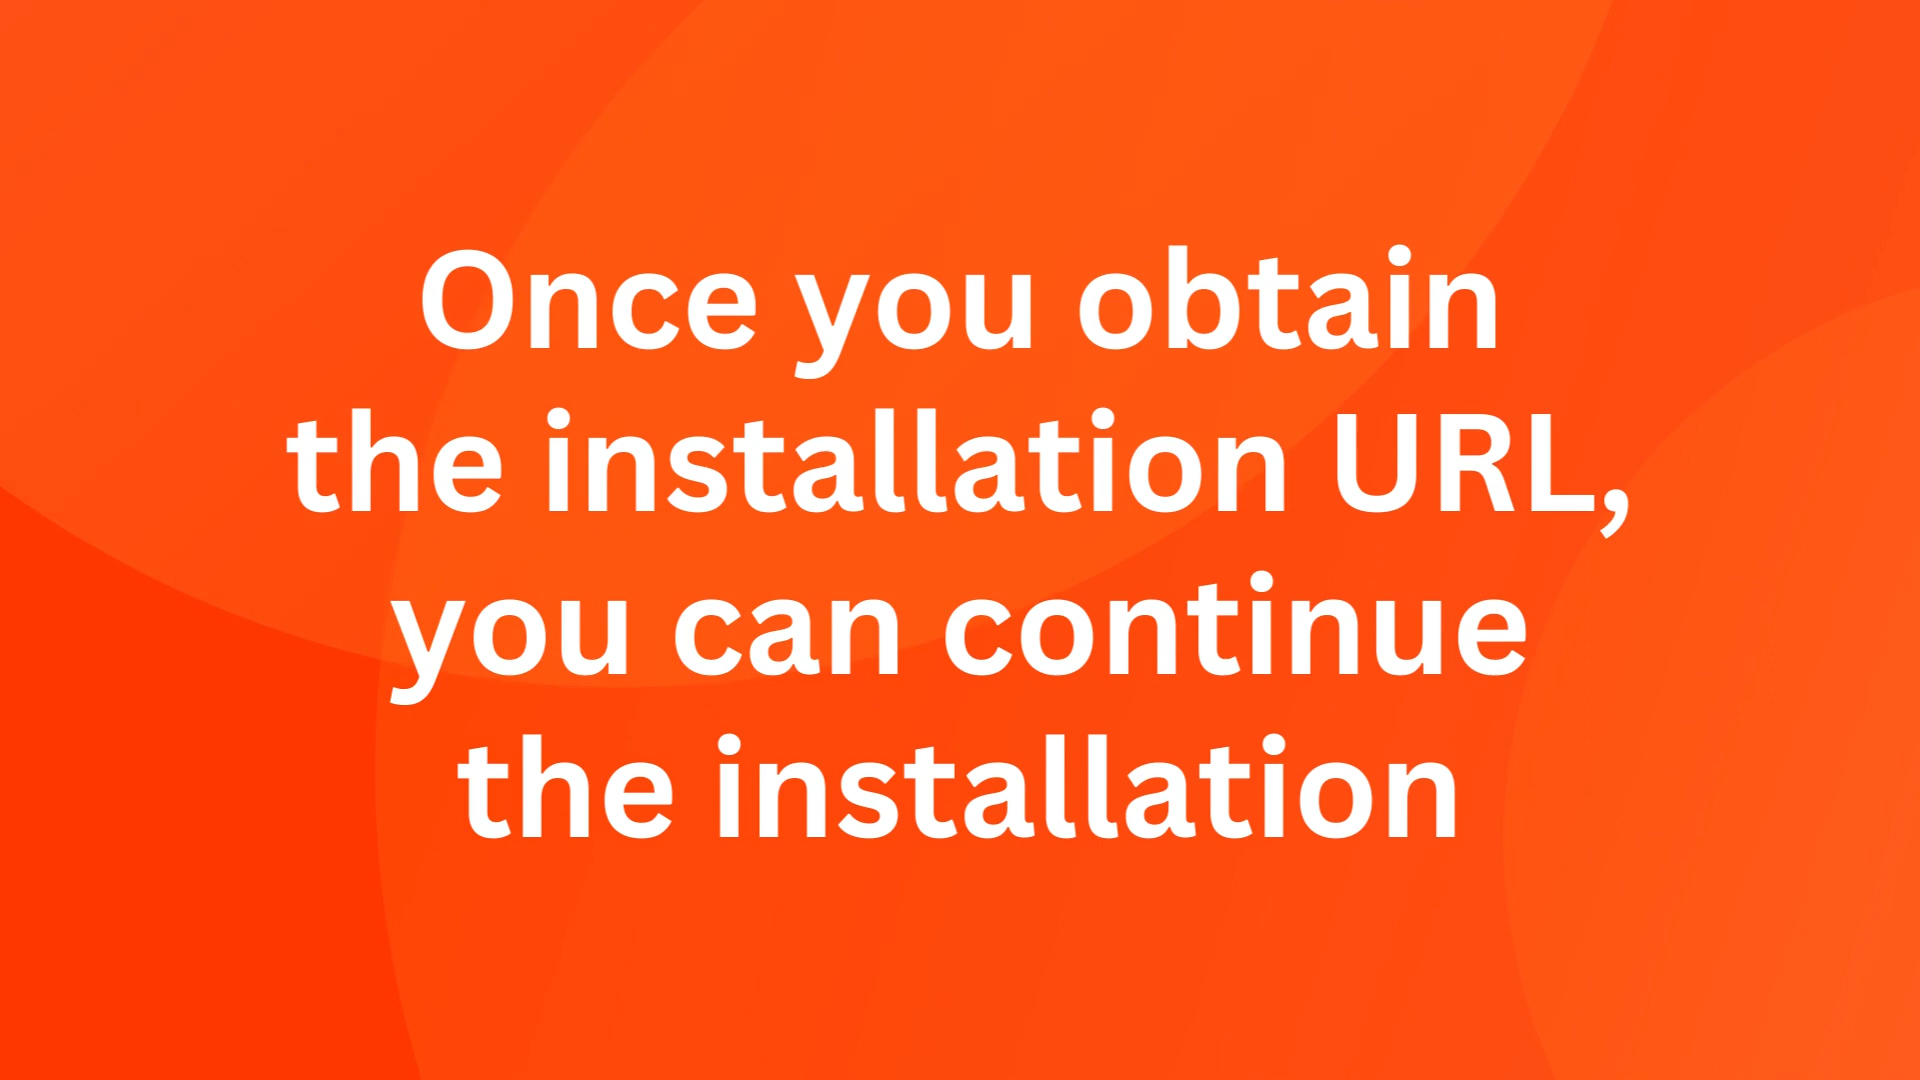 Once you obtain
the installation URL,
you can continue
the installation